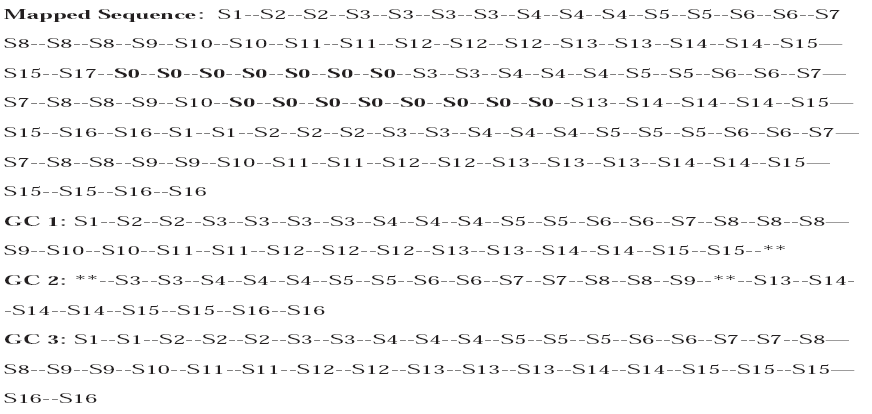 Mapped Sequence: S1--S2--S2--S3--S3--S3--S3--S4--S4--S4--S5--S5--S6--S6--S7
S8--S8--S8--S9--S10--S10--S11--S11--S12--S12--S12--S13--S13--S14--S14--S15—
S15--S17--S0--S0--S0--S0--S0--S0--S0--S3--S3--S4--S4--S4--S5--S5--S6--S6--S7—
S7--S8--S8--S9--S10--S0--S0--S0--S0--S0--S0--S0--S0--S13--S14--S14--S14--S15—
S15--S16--S16--S1--S1--S2--S2--S2--S3--S3--S4--S4--S4--S5--S5--S5--S6--S6--S7—
S7--S8--S8--S9--S9--S10--S11--S11--S12--S12--S13--S13--S13--S14--S14--S15—
S15--S15--S16--S16
GC 1: S1--S2--S2--S3--S3--S3--S3--S4--S4--S4--S5--S5--S6--S6--S7--S8--S8--S8—
S9--S10--S10--S11--S11--S12--S12--S12--S13--S13--S14--S14--S15--S15--**
GC 2: **--S3--S3--S4--S4--S4--S5--S5--S6--S6--S7--S7--S8--S8--S9--**--S13--S14-
-S14--S14--S15--S15--S16--S16
GC 3: S1--S1--S2--S2--S2--S3--S3--S4--S4--S4--S5--S5--S5--S6--S6--S7--S7--S8—
S8--S9--S9--S10--S11--S11--S12--S12--S13--S13--S13--S14--S14--S15--S15--S15—
S16--S16